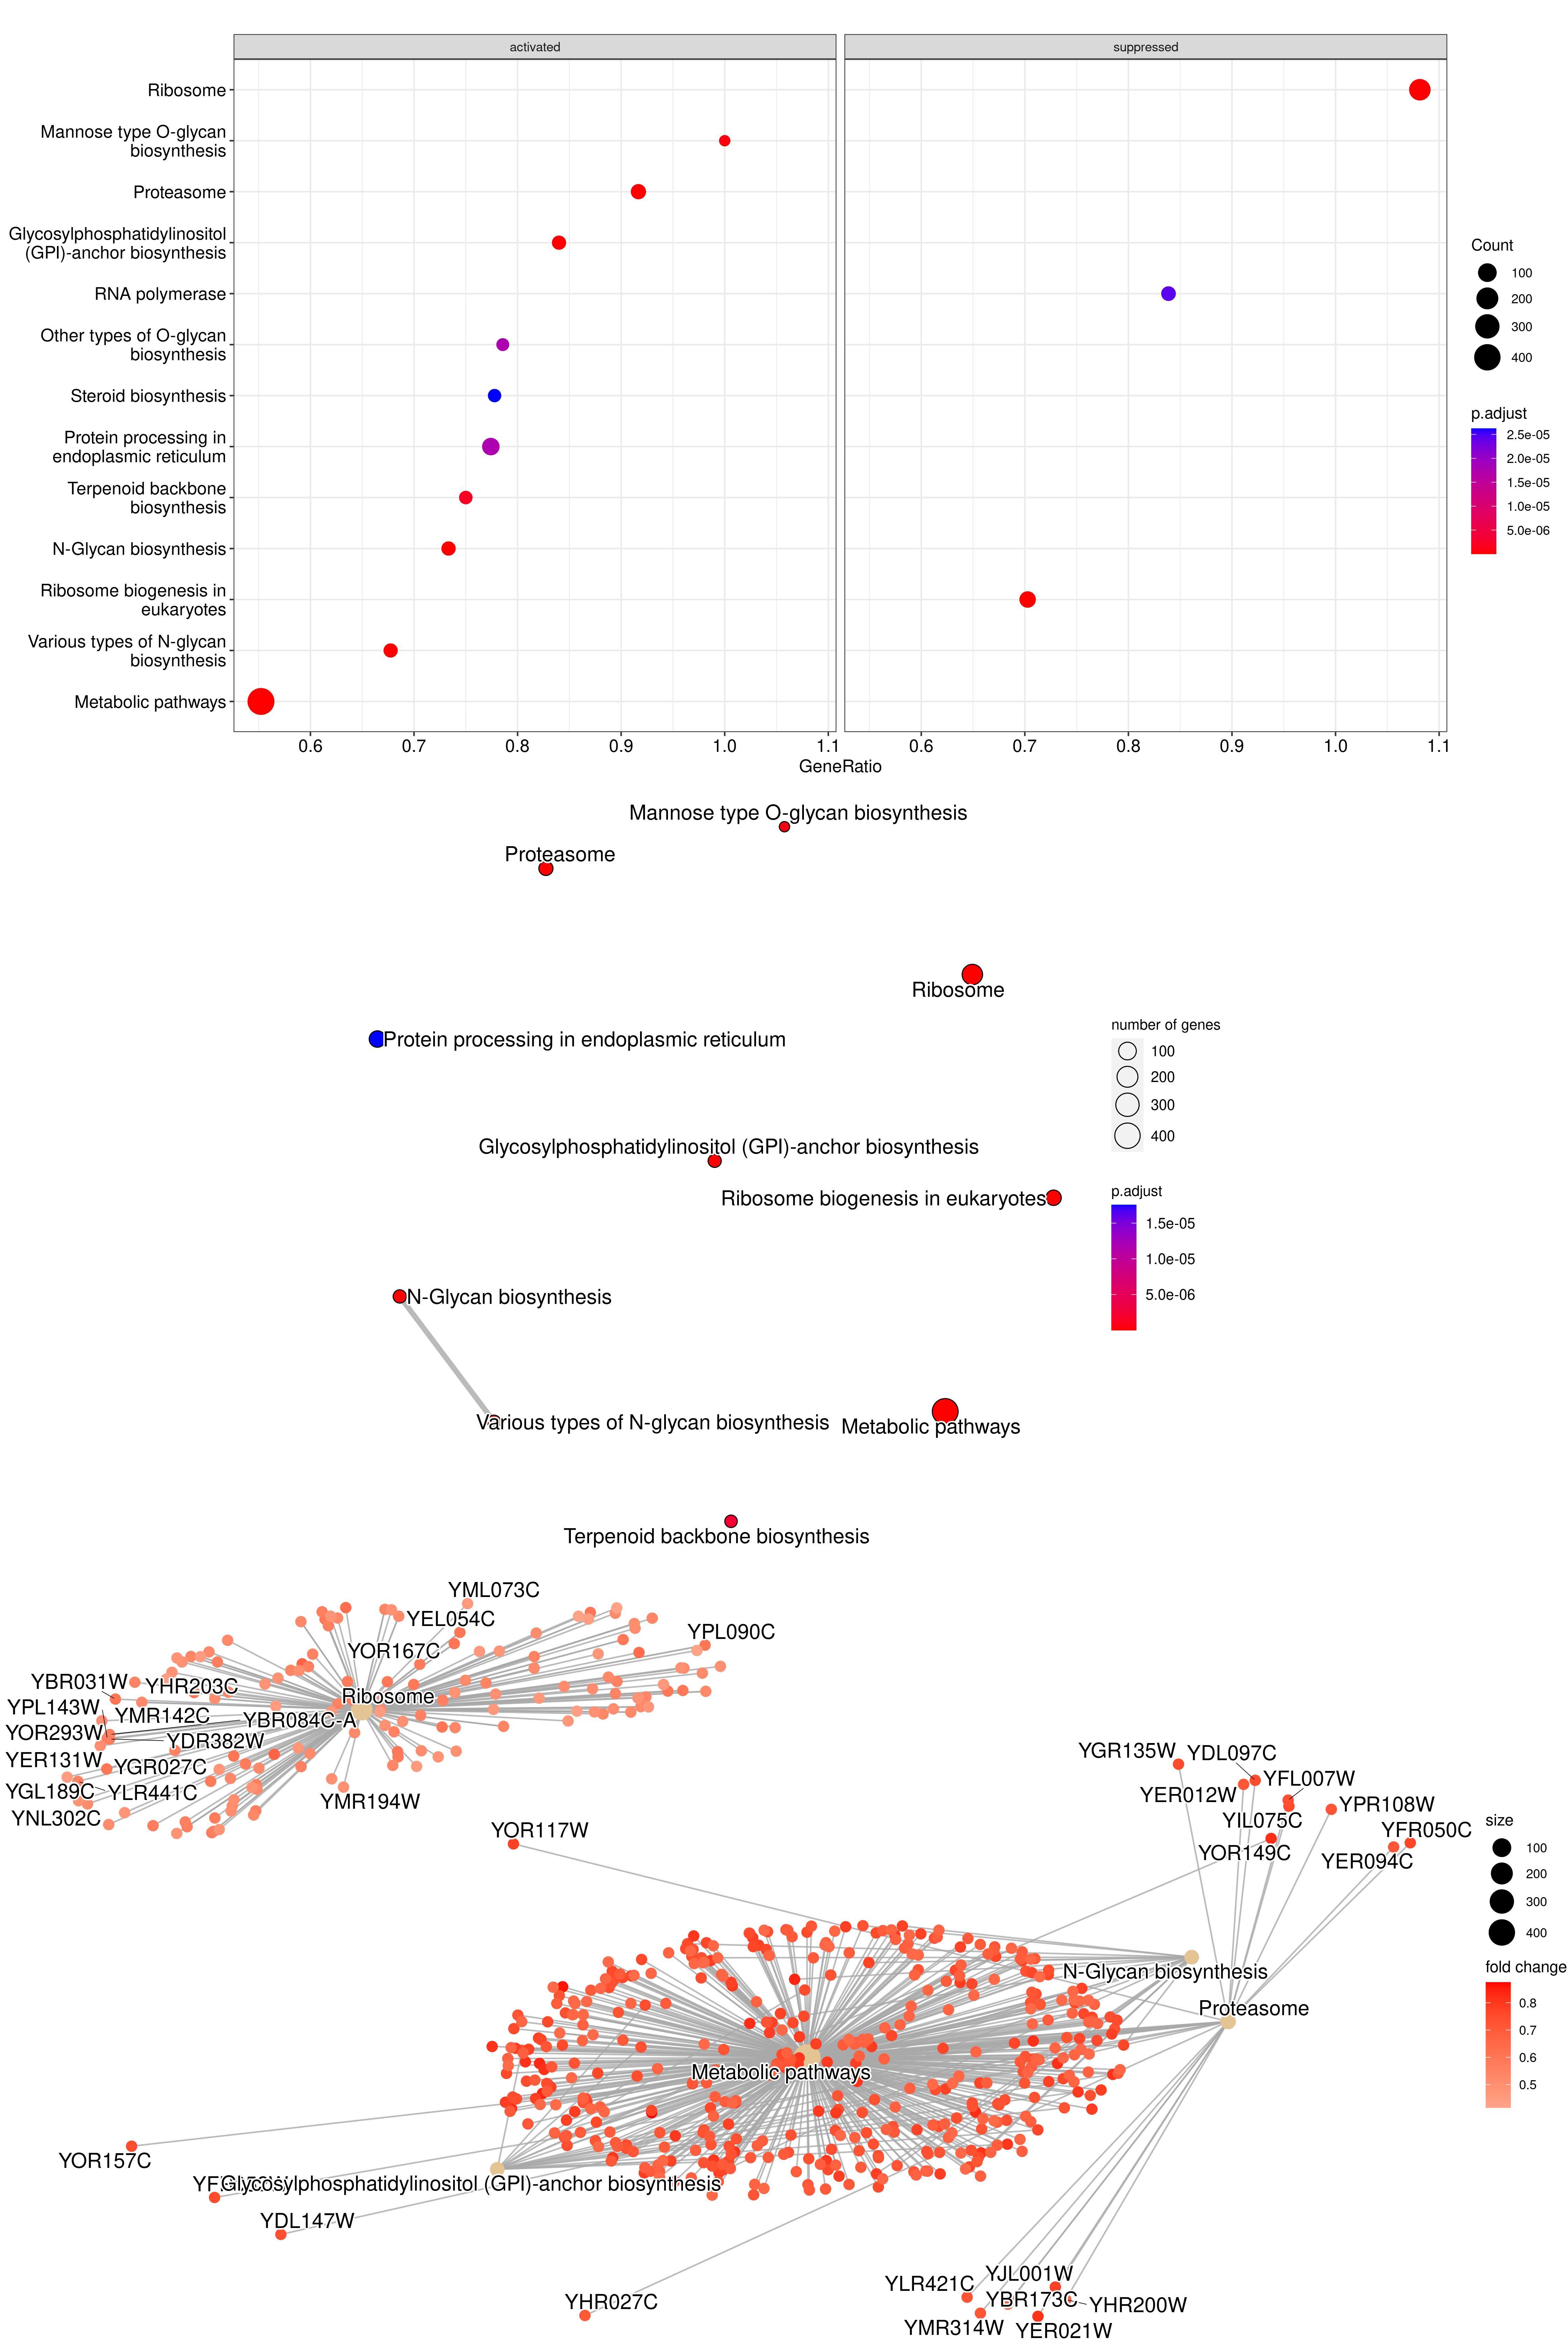 activated
suppressed
Ribosome
Mannose type O-glycan
biosynthesis
Proteasome
Glycosylphosphatidylinositol
(GPI)-anchor biosynthesis
RNA polymerase
Other types of O-glycan
biosynthesis
Steroid biosynthesis
Protein processing in
endoplasmic reticulum
Terpenoid backbone
biosynthesis
N-Glycan biosynthesis
Ribosome biogenesis in
eukaryotes
Various types of N-glycan
biosynthesis
Metabolic pathways
0.6 0.7 0.8 0.9 1.0 1.1
0.6 0.7 0.8 0.9 1.0 1.1
GeneRatio
Count
100
200
300
400
p.adjust
2.5e-05
2.0e-05
1.5e-05
1.0e-05
5.0e-06
Mannose type O-glycan biosynthesis
Proteasome
Ribosome
Protein processing in endoplasmic reticulum
Glycosylphosphatidylinositol (GPI)-anchor biosynthesis
Ribosome biogenesis in eukaryotes
N-Glycan biosynthesis
Various types of N-glycan biosynthesis
Metabolic pathways
Terpenoid backbone biosynthesis
number of genes
100
200
300
400
p.adjust
1.5e-05
1.0e-05
5.0e-06
YML073C
YEL054C
YPL090C
YOR167C
YBR031W
YHR203C
Ribosome
YPL143W
YMR142C
YBR084C-A
YOR293W
YDR382W
YER131W
YGR027C
YGL189C
YLR441C
YMR194W
YNL302C
YOR117W
YGR135W
YDL097C
YFL007W
YER012W
YPR108W
YIL075C
YFR050C
YOR149C
YER094C
N-Glycan biosynthesis
Proteasome
Metabolic pathways
YOR157C
Glycosylphosphatidylinositol (GPI)-anchor biosynthesis
YDL147W
YHR027C
YLR421C
YJL001W
YBR173C
YHR200W
YMR314W
YER021W
size
100
200
300
400
fold change
0.8
0.7
0.6
0.5